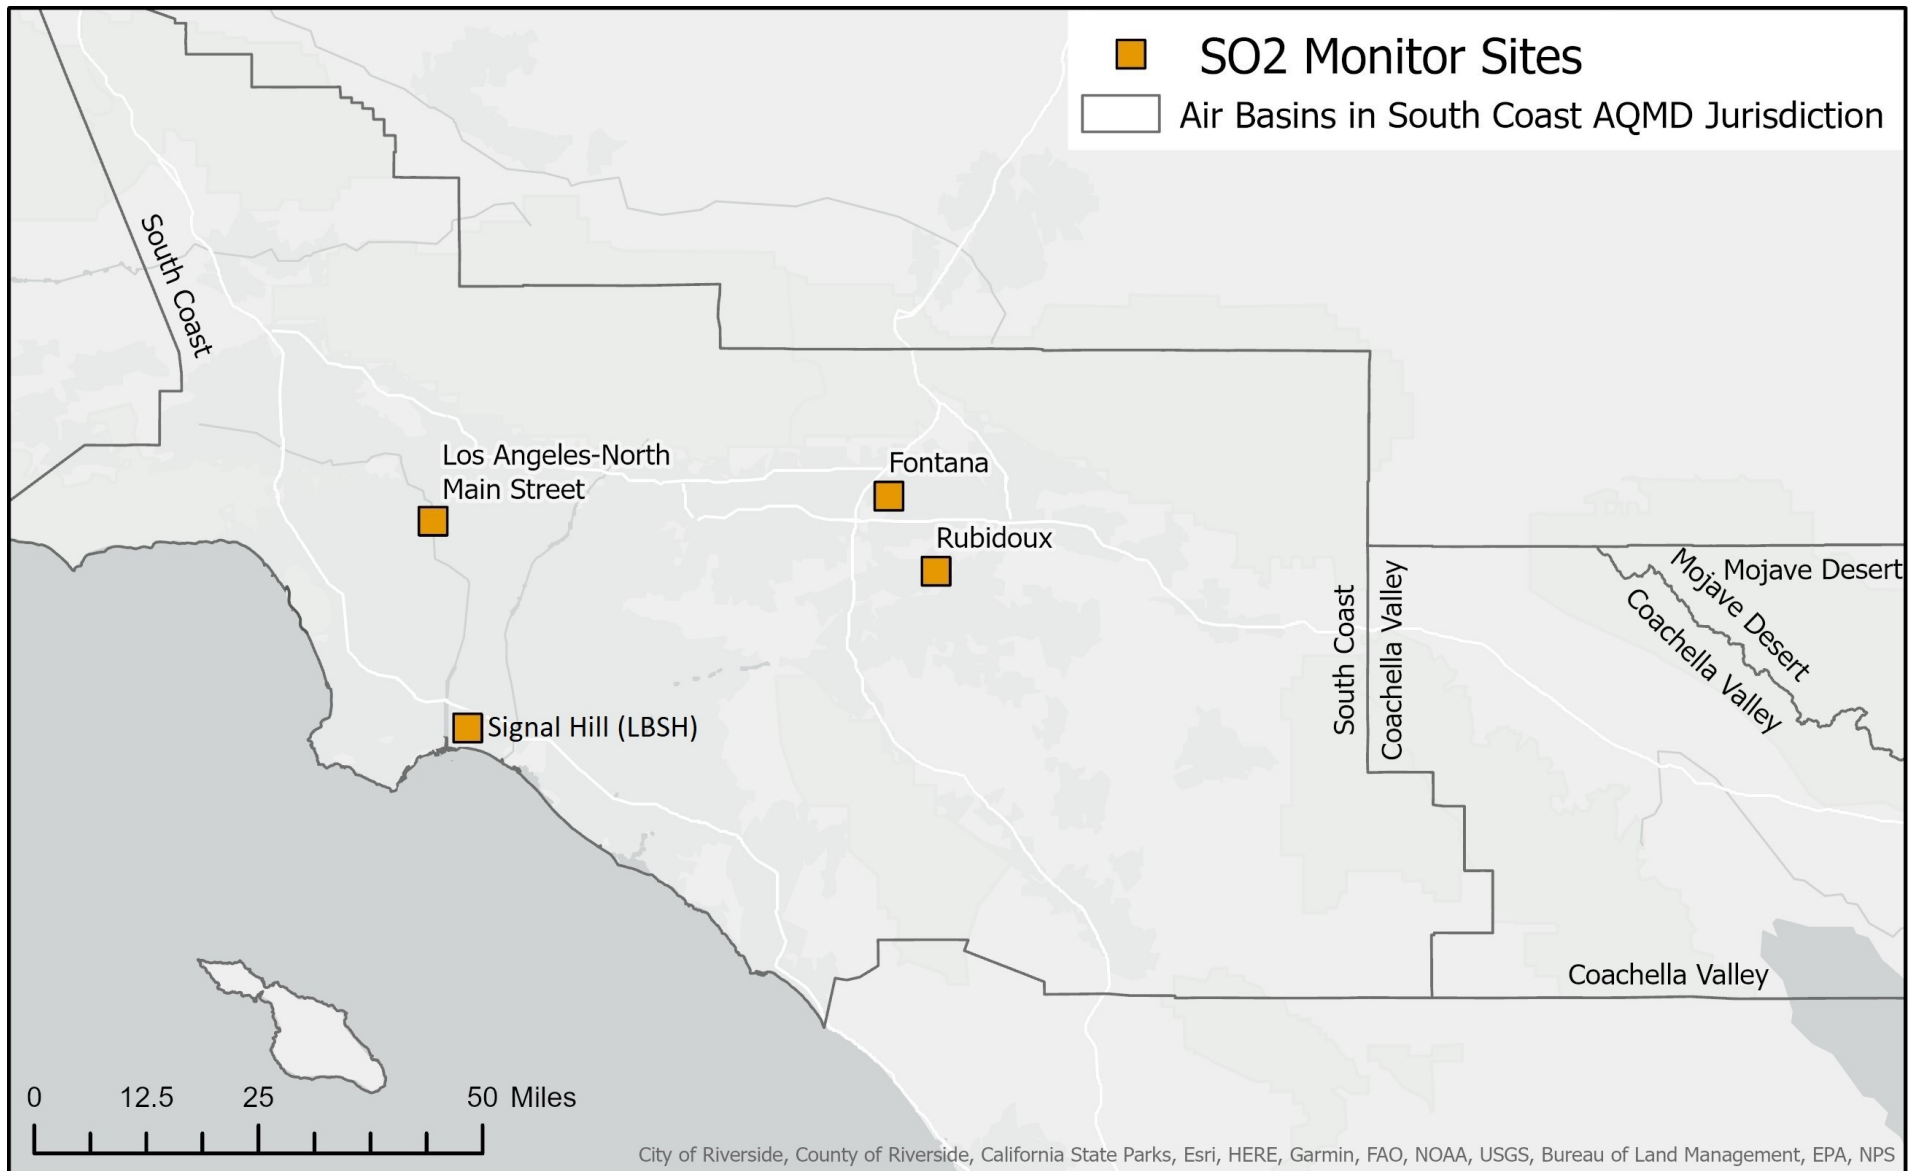 SO2 Monitor Sites
Air Basins in South Coast AQMD Jurisdiction
South Coast
Los Angeles-North
Main Street
Fontana
Rubidoux
Signal Hill (LBSH)
South Coast
Coachella Valley
Mojave Desert
Mojave Desert
Coachella Valley
Coachella Valley
0 12.5 25 50 Miles
City of Riverside, County of Riverside, California State Parks, Esri, HERE, Garmin, FAO, NOAA, USGS, Bureau of Land Management, EPA, NPS